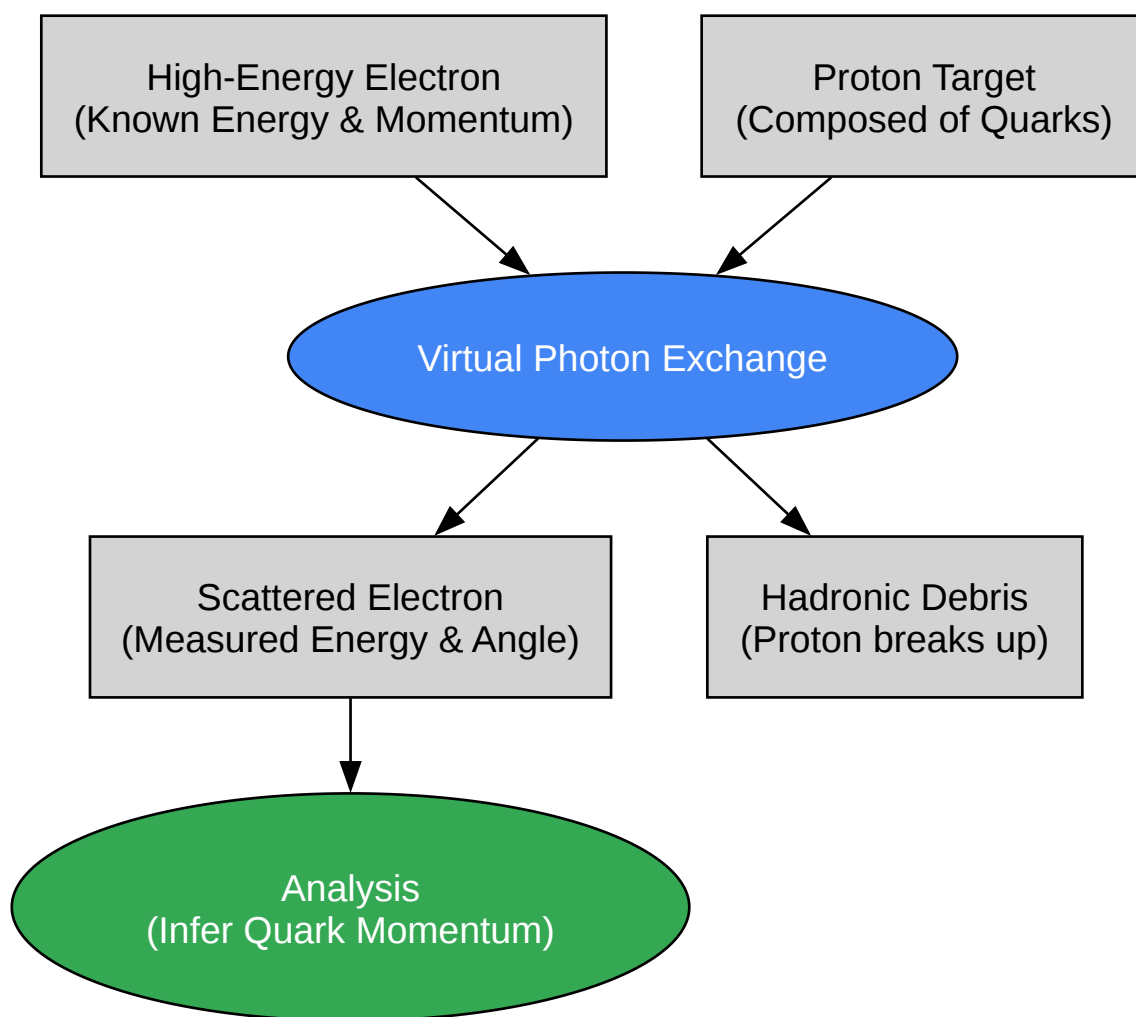 High-Energy Electron
(Known Energy & Momentum)
Proton Target
(Composed of Quarks)
Virtual Photon Exchange
Scattered Electron
(Measured Energy & Angle)
Hadronic Debris
(Proton breaks up)
Analysis
(Infer Quark Momentum)